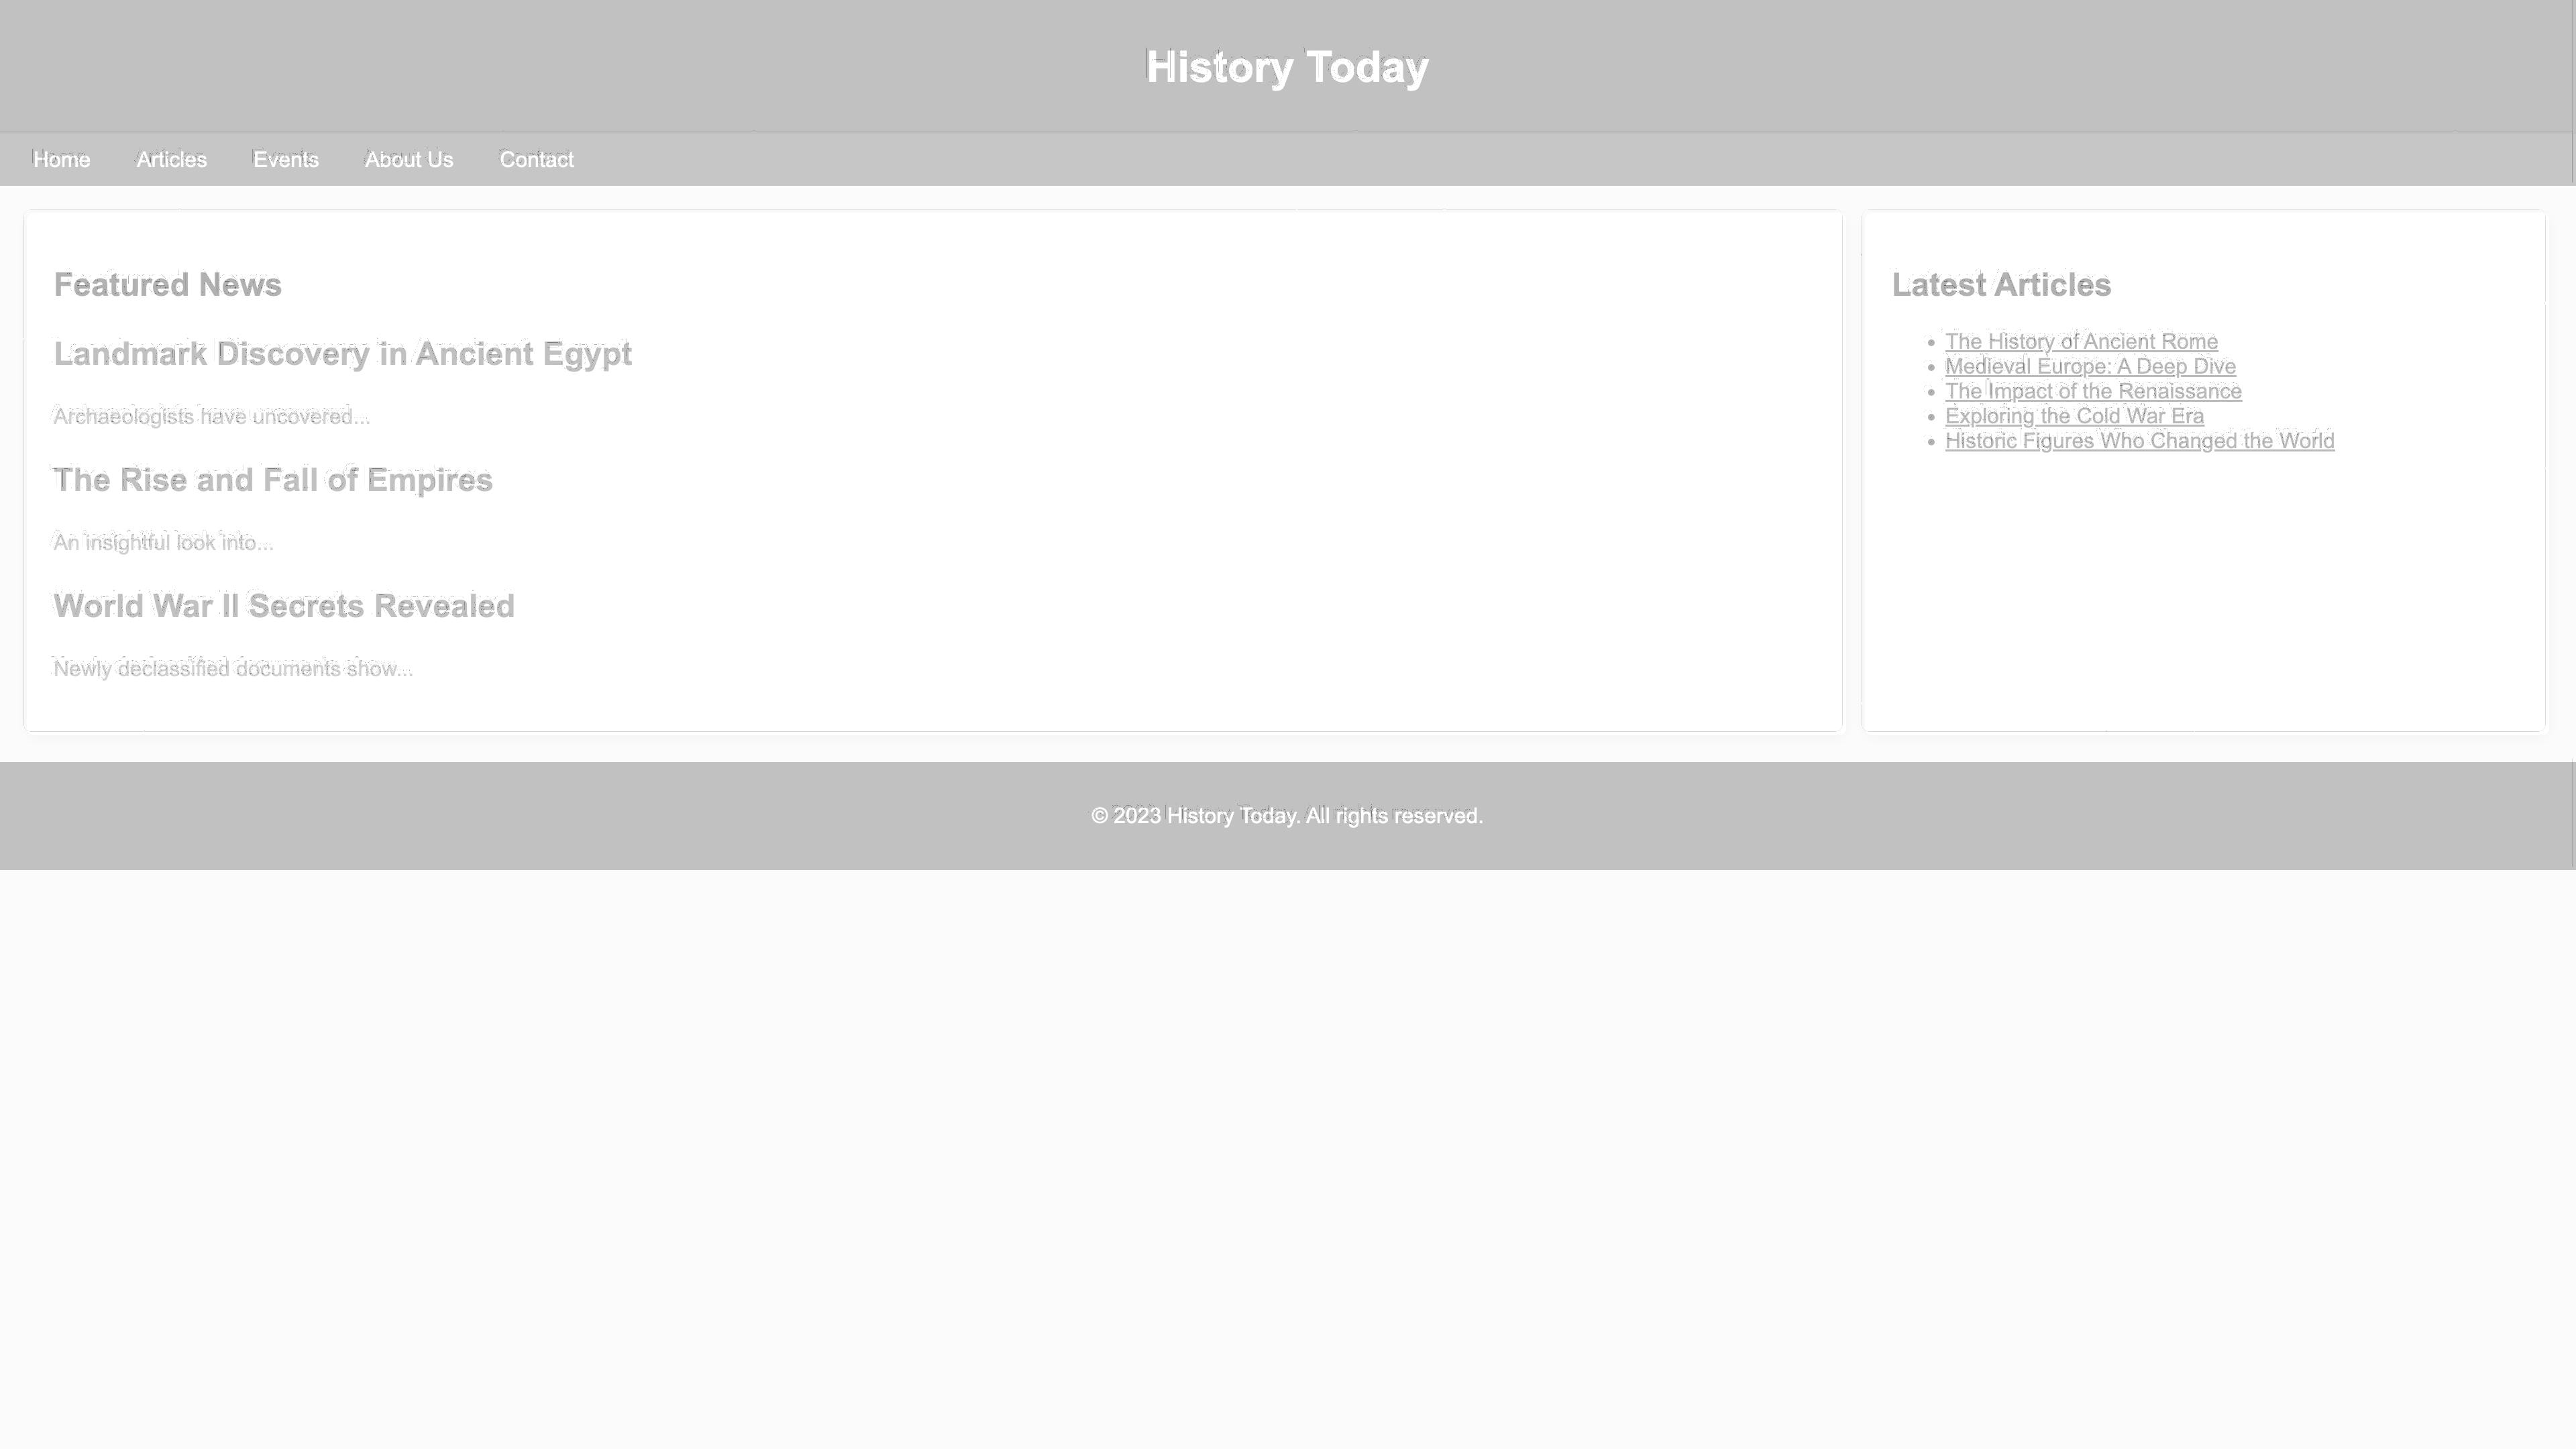 History Today
Home Articles Events About Us Contact
Featured News
Landmark Discovery in Ancient Egypt
Archaeologists have uncovered...
The Rise and Fall of Empires
An insightful look into...
World War II Secrets Revealed
Newly declassified documents show...
Latest Articles
The History of Ancient Rome
Medieval Europe: A Deep Dive
The Impact of the Renaissance
Exploring the Cold War Era
Historic Figures Who Changed the World
© 2023 History Today. All rights reserved.